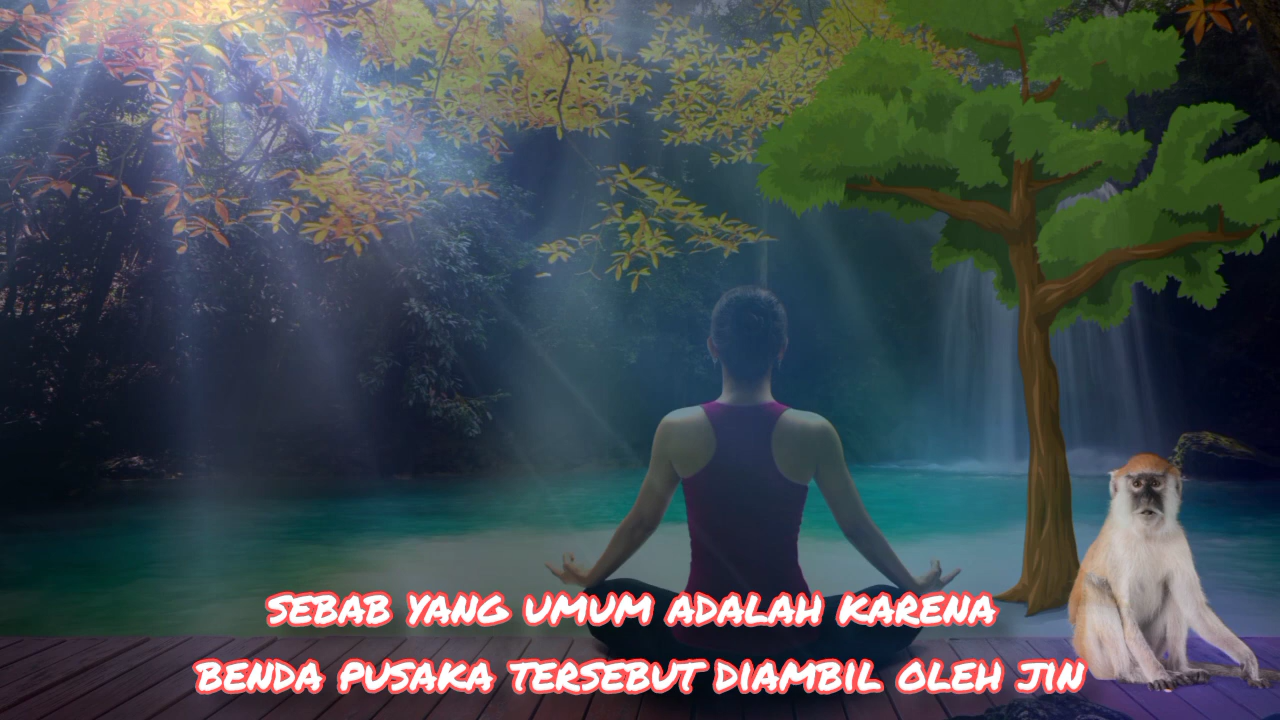 SEBAB YANG UMUM ADALAH KARENA
BENDA PUSAKA TERSEBUT DIAMBIL OLEH JIN